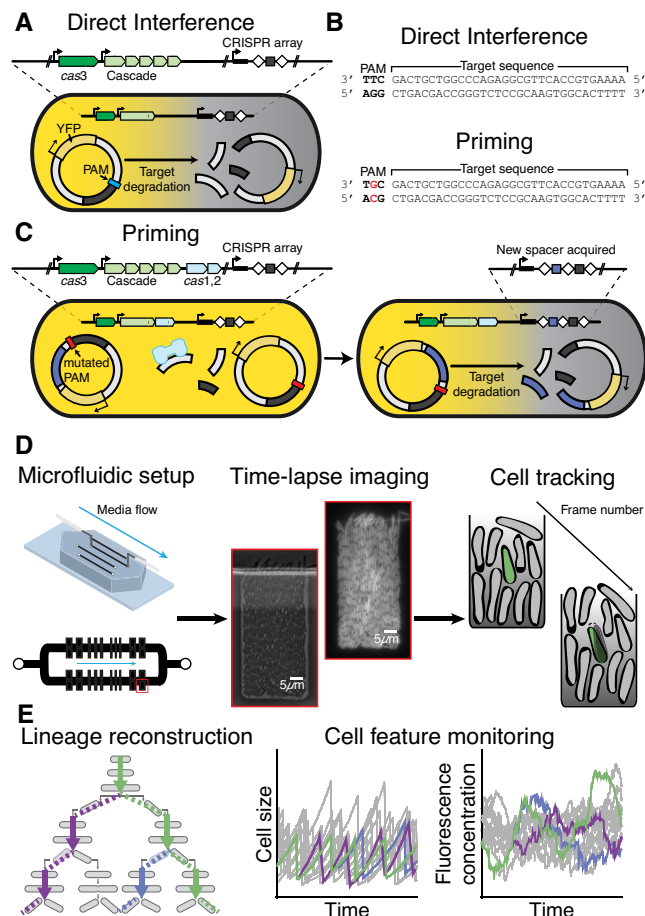 A
Direct Interference
CRISPR array
cas3
Cascade
YFP
PAM
Target
degradation
B
Direct Interference
PAM
Target sequence
3' TTC GACTGCTGGCCCAGAGGCGTTCACCGTGAAAA 5'
5' AGG CTGACGACCGGGTCTCCGCAAGTGGCACTTTT 3'
Priming
PAM
Target sequence
3' TGC GACTGCTGGCCCAGAGGCGTTCACCGTGAAAA 5'
5' ACG CTGACGACCGGGTCTCCGCAAGTGGCACTTTT 3'
C
Priming
CRISPR array
cas3
Cascade
cas1,2
mutated
PAM
New spacer acquired
Target
degradation
D
Microfluidic setup
Media flow
Time-lapse imaging
5μm
5μm
Cell tracking
Frame number
E
Lineage reconstruction
Cell feature monitoring
Cell size
Time
Fluorescence
concentration
Time